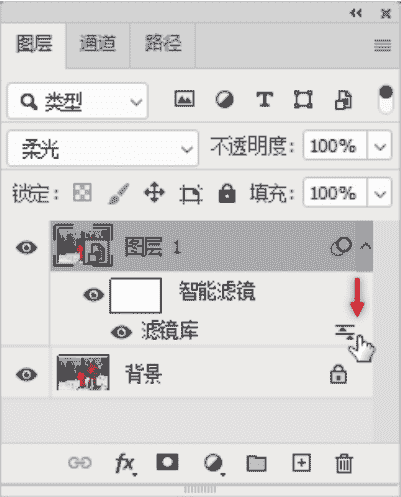 图层 通道 路径
类型
柔光 不透明度: 100%
锁定: 填充: 100%
图层 1
智能滤镜
滤镜库
背景
fx